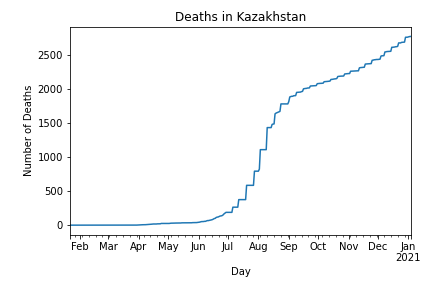 Deaths in Kazakhstan
Number of Deaths
2500
2000
1500
1000
500
0
Feb Mar Apr May Jun Jul Aug Sep Oct Nov Dec Jan
2021
Day